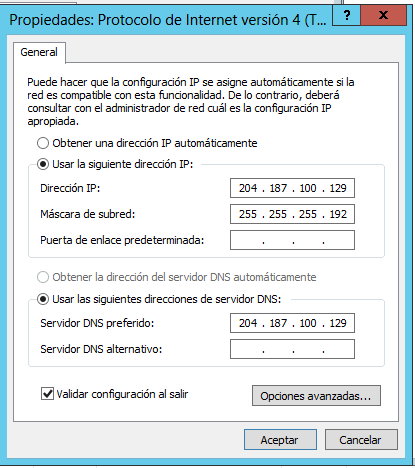 Propiedades: Protocolo de Internet versión 4 (T...
?
x
General
Puede hacer que la configuración IP se asigne automáticamente si la
red es compatible con esta funcionalidad. De lo contrario, deberá
consultar con el administrador de red cuál es la configuración IP
apropiada.
Obtener una dirección IP automáticamente
Usar la siguiente dirección IP:
Dirección IP: 204 . 187 . 100 . 129
Máscara de subred: 255 . 255 . 255 . 192
Puerta de enlace predeterminada: . . .
Obtener la dirección del servidor DNS automáticamente
Usar las siguientes direcciones de servidor DNS:
Servidor DNS preferido: 204 . 187 . 100 . 129
Servidor DNS alternativo: . . .
Validar configuración al salir Opciones avanzadas...
Aceptar Cancelar